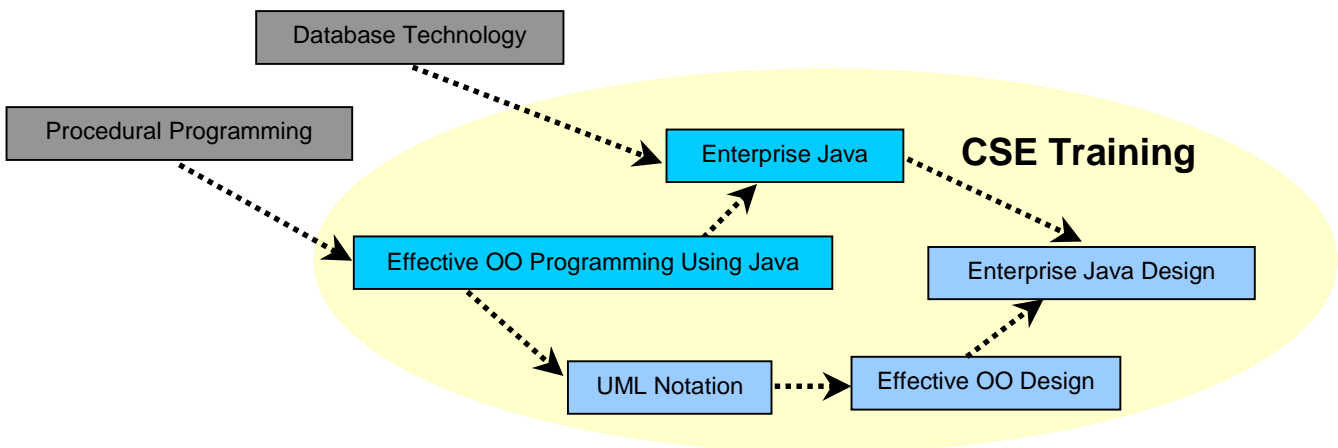 Database Technology
Procedural Programming
Enterprise Java
CSE Training
Effective OO Programming Using Java
Enterprise Java Design
UML Notation
Effective OO Design